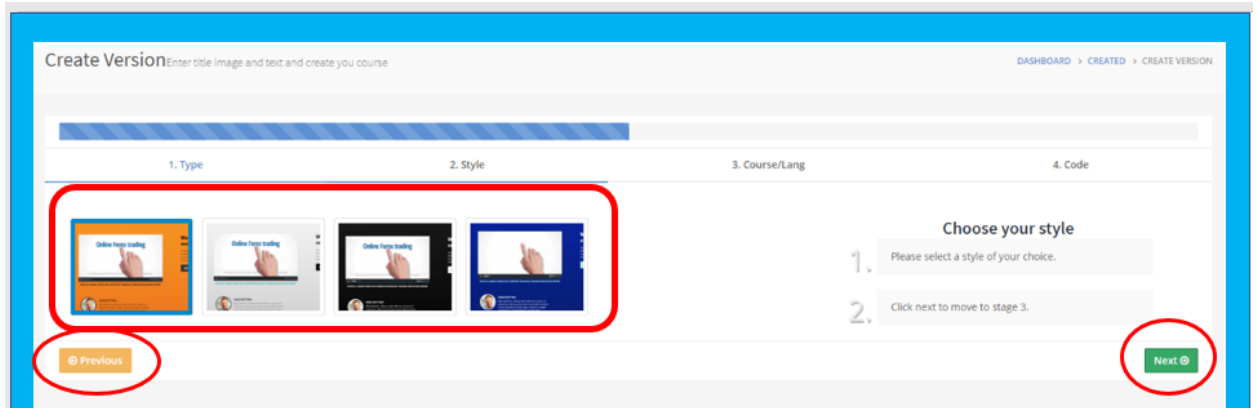 Create Version Enter title image and text and create you course
DASHBOARD > CREATED > CREATE VERSION
1. Type
2. Style
3. Course/Lang
4. Code
Online Forex trading
Online Forex trading
Online Forex trading
Choose your style
1. Please select a style of your choice.
2. Click next to move to stage 3.
Previous
Next